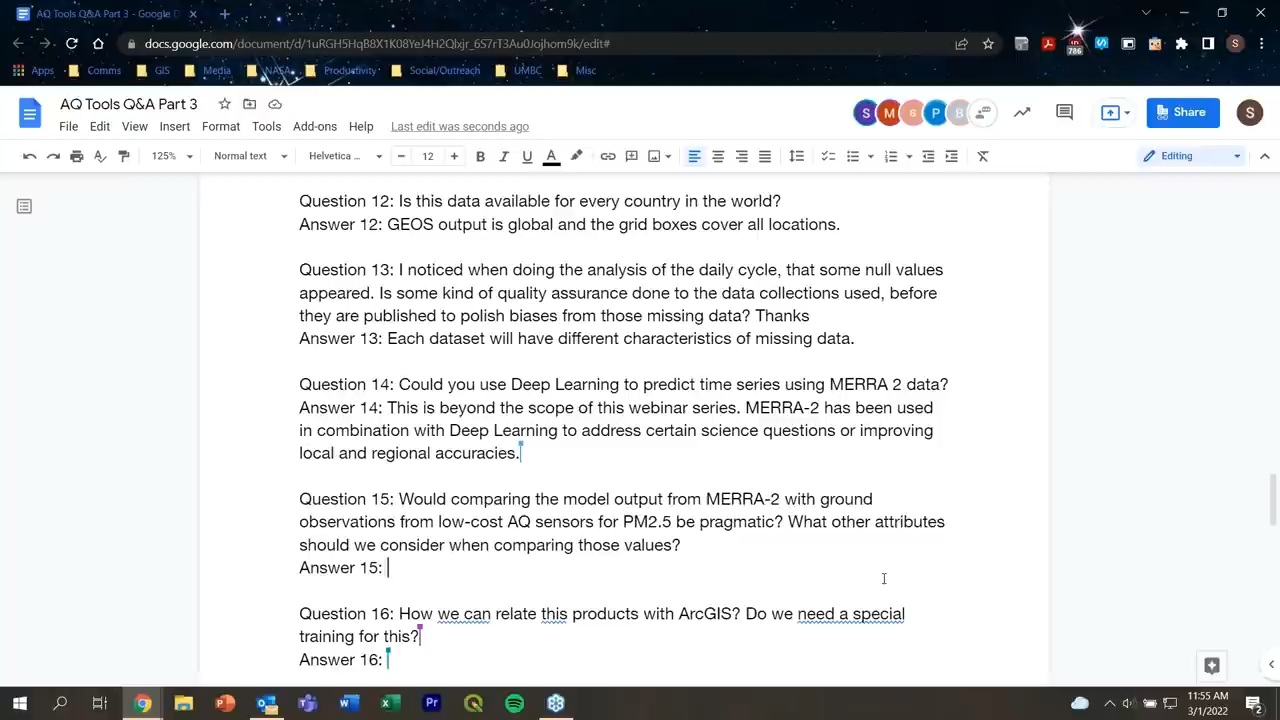 AQ Tools Q&A Part 3 - Google D
docs.google.com/document/d/1uRGH5HqB8X1K08YeJ4H2Qlxjr_6S7rT3Au0Jojhom9k/edit#
786
S
Apps Comms GIS Media NASA Productivity Social/Outreach UMBC Misc
AQ Tools Q&A Part 3
S M S P B Share S
File Edit View Insert Format Tools Add-ons Help Last edit was seconds ago
125% Normal text Helvetica ... 12 B I U A Editing
Question 12: Is this data available for every country in the world?
Answer 12: GEOS output is global and the grid boxes cover all locations.
Question 13: I noticed when doing the analysis of the daily cycle, that some null values
appeared. Is some kind of quality assurance done to the data collections used, before
they are published to polish biases from those missing data? Thanks
Answer 13: Each dataset will have different characteristics of missing data.
Question 14: Could you use Deep Learning to predict time series using MERRA 2 data?
Answer 14: This is beyond the scope of this webinar series. MERRA-2 has been used
in combination with Deep Learning to address certain science questions or improving
local and regional accuracies.
Question 15: Would comparing the model output from MERRA-2 with ground
observations from low-cost AQ sensors for PM2.5 be pragmatic? What other attributes
should we consider when comparing those values?
Answer 15:
Question 16: How we can relate this products with ArcGIS? Do we need a special
training for this?
Answer 16:
11:55 AM
3/1/2022
2